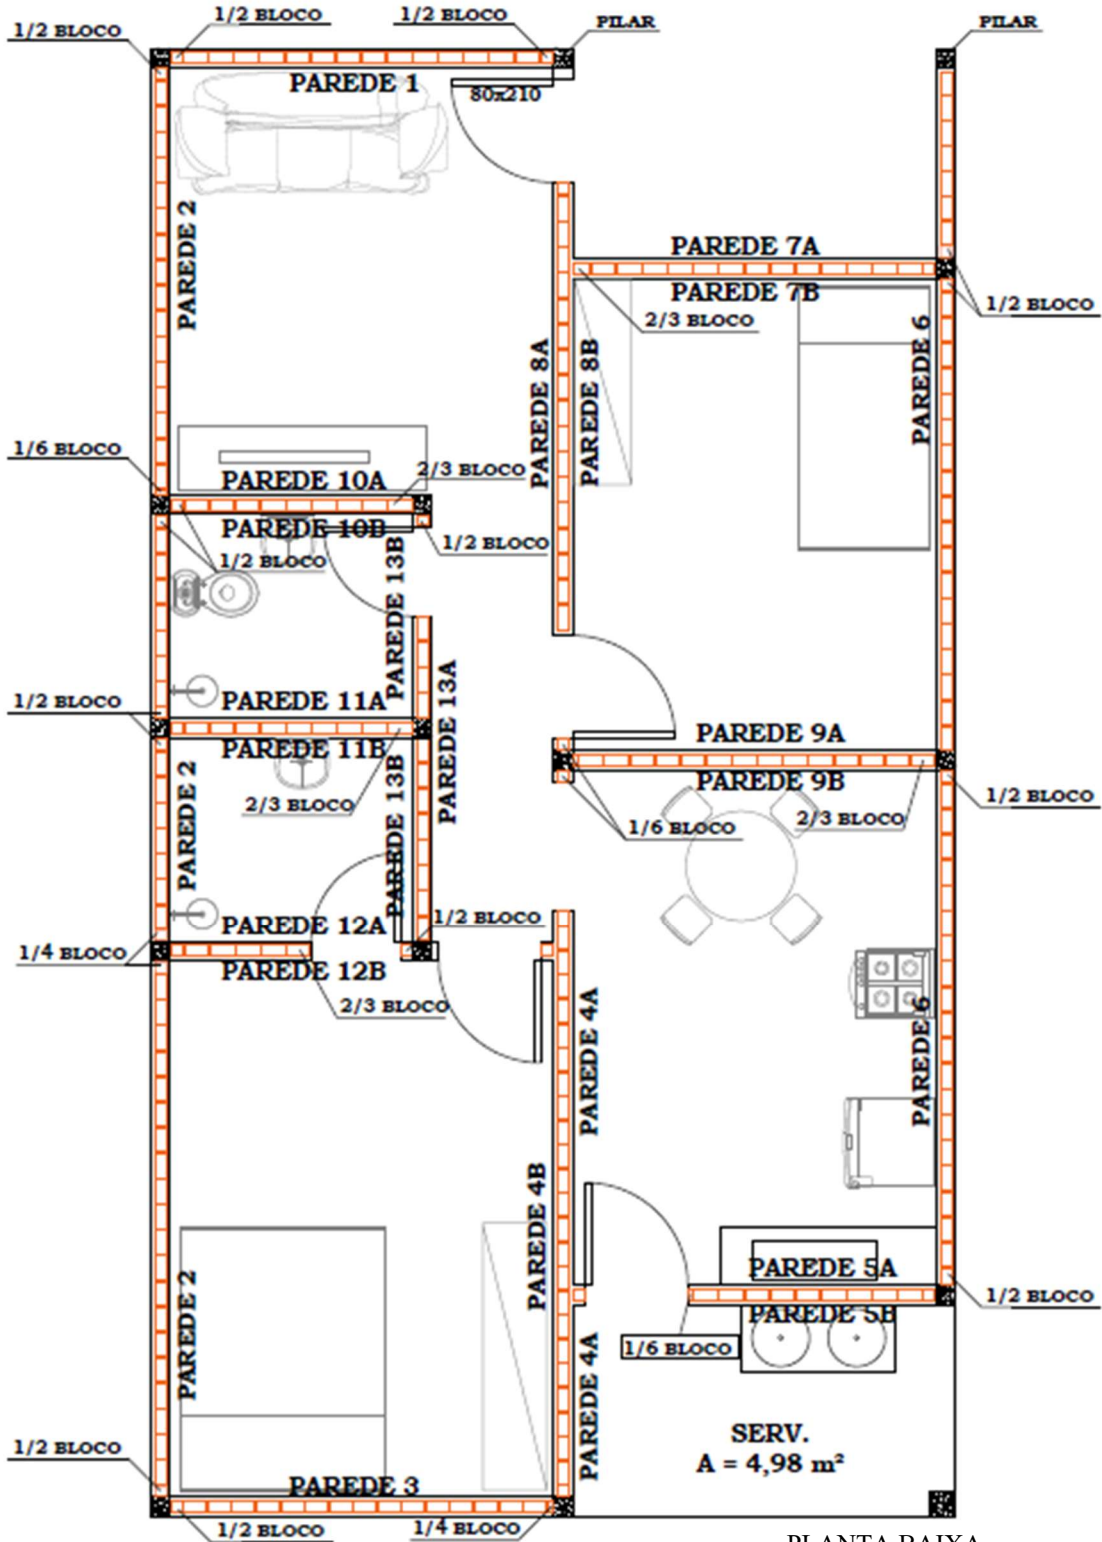 1/2 BLOCO
1/2 BLOCO
1/2 BLOCO
PILAR
PILAR
PAREDE 1
80x210
PAREDE 2
PAREDE 7A
PAREDE 7B
1/2 BLOCO
2/3 BLOCO
PAREDE 8A
PAREDE 8B
PAREDE 6
1/6 BLOCO
PAREDE 10A
2/3 BLOCO
PAREDE 10B
1/2 BLOCO
1/2 BLOCO
PAREDE 13B
PAREDE 11A
1/2 BLOCO
PAREDE 13A
PAREDE 9A
PAREDE 11B
PAREDE 9B
1/2 BLOCO
2/3 BLOCO
PAREDE 13B
1/6 BLOCO
2/3 BLOCO
PAREDE 2
PAREDE 12A
1/2 BLOCO
1/4 BLOCO
PAREDE 12B
2/3 BLOCO
PAREDE 4A
PAREDE 6
PAREDE 4B
PAREDE 5A
1/2 BLOCO
PAREDE 5B
PAREDE 2
1/6 BLOCO
PAREDE 4A
SERV.
A = 4,98 m²
1/2 BLOCO
PAREDE 3
1/2 BLOCO
1/4 BLOCO
PLANTA BAIXA